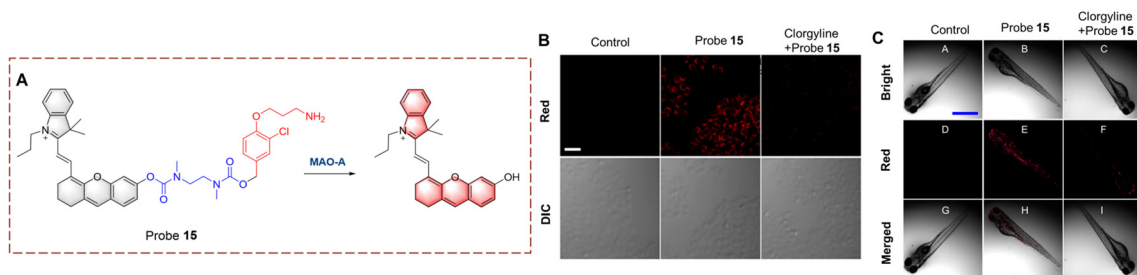 A
N
+
O
O
O
N
N
O
O
O
NH2
Cl
MAO-A
N
+
O
OH
Probe 15
B
Control
Probe 15
Clorgyline
+Probe 15
Red
DIC
C
Control
Probe 15
Clorgyline
+Probe 15
Bright
A
B
C
Red
D
E
F
Merged
G
H
I